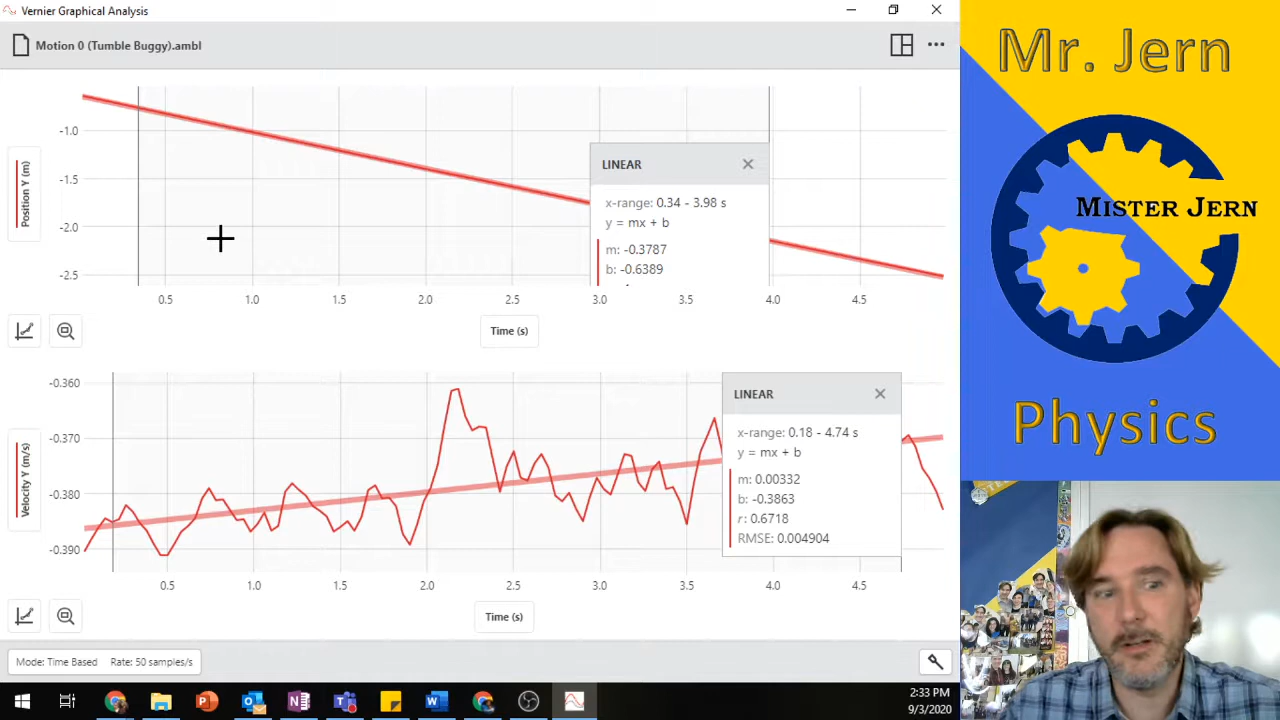 Vernier Graphical Analysis
Motion 0 (Tumble Buggy).ambl
Position Y (m)
-1.0
-1.5
-2.0
-2.5
0.5 1.0 1.5 2.0 2.5 3.0 3.5 4.0 4.5
Time (s)
LINEAR
x-range: 0.34 - 3.98 s
y = mx + b
m: -0.3787
b: -0.6389
Velocity Y (m/s)
-0.360
-0.370
-0.380
-0.390
0.5 1.0 1.5 2.0 2.5 3.0 3.5 4.0 4.5
Time (s)
LINEAR
x-range: 0.18 - 4.74 s
y = mx + b
m: 0.00332
b: -0.3863
r: 0.6718
RMSE: 0.004904
Mode: Time Based Rate: 50 samples/s
2:33 PM
9/3/2020
Mr. Jern
MISTER JERN
Physics